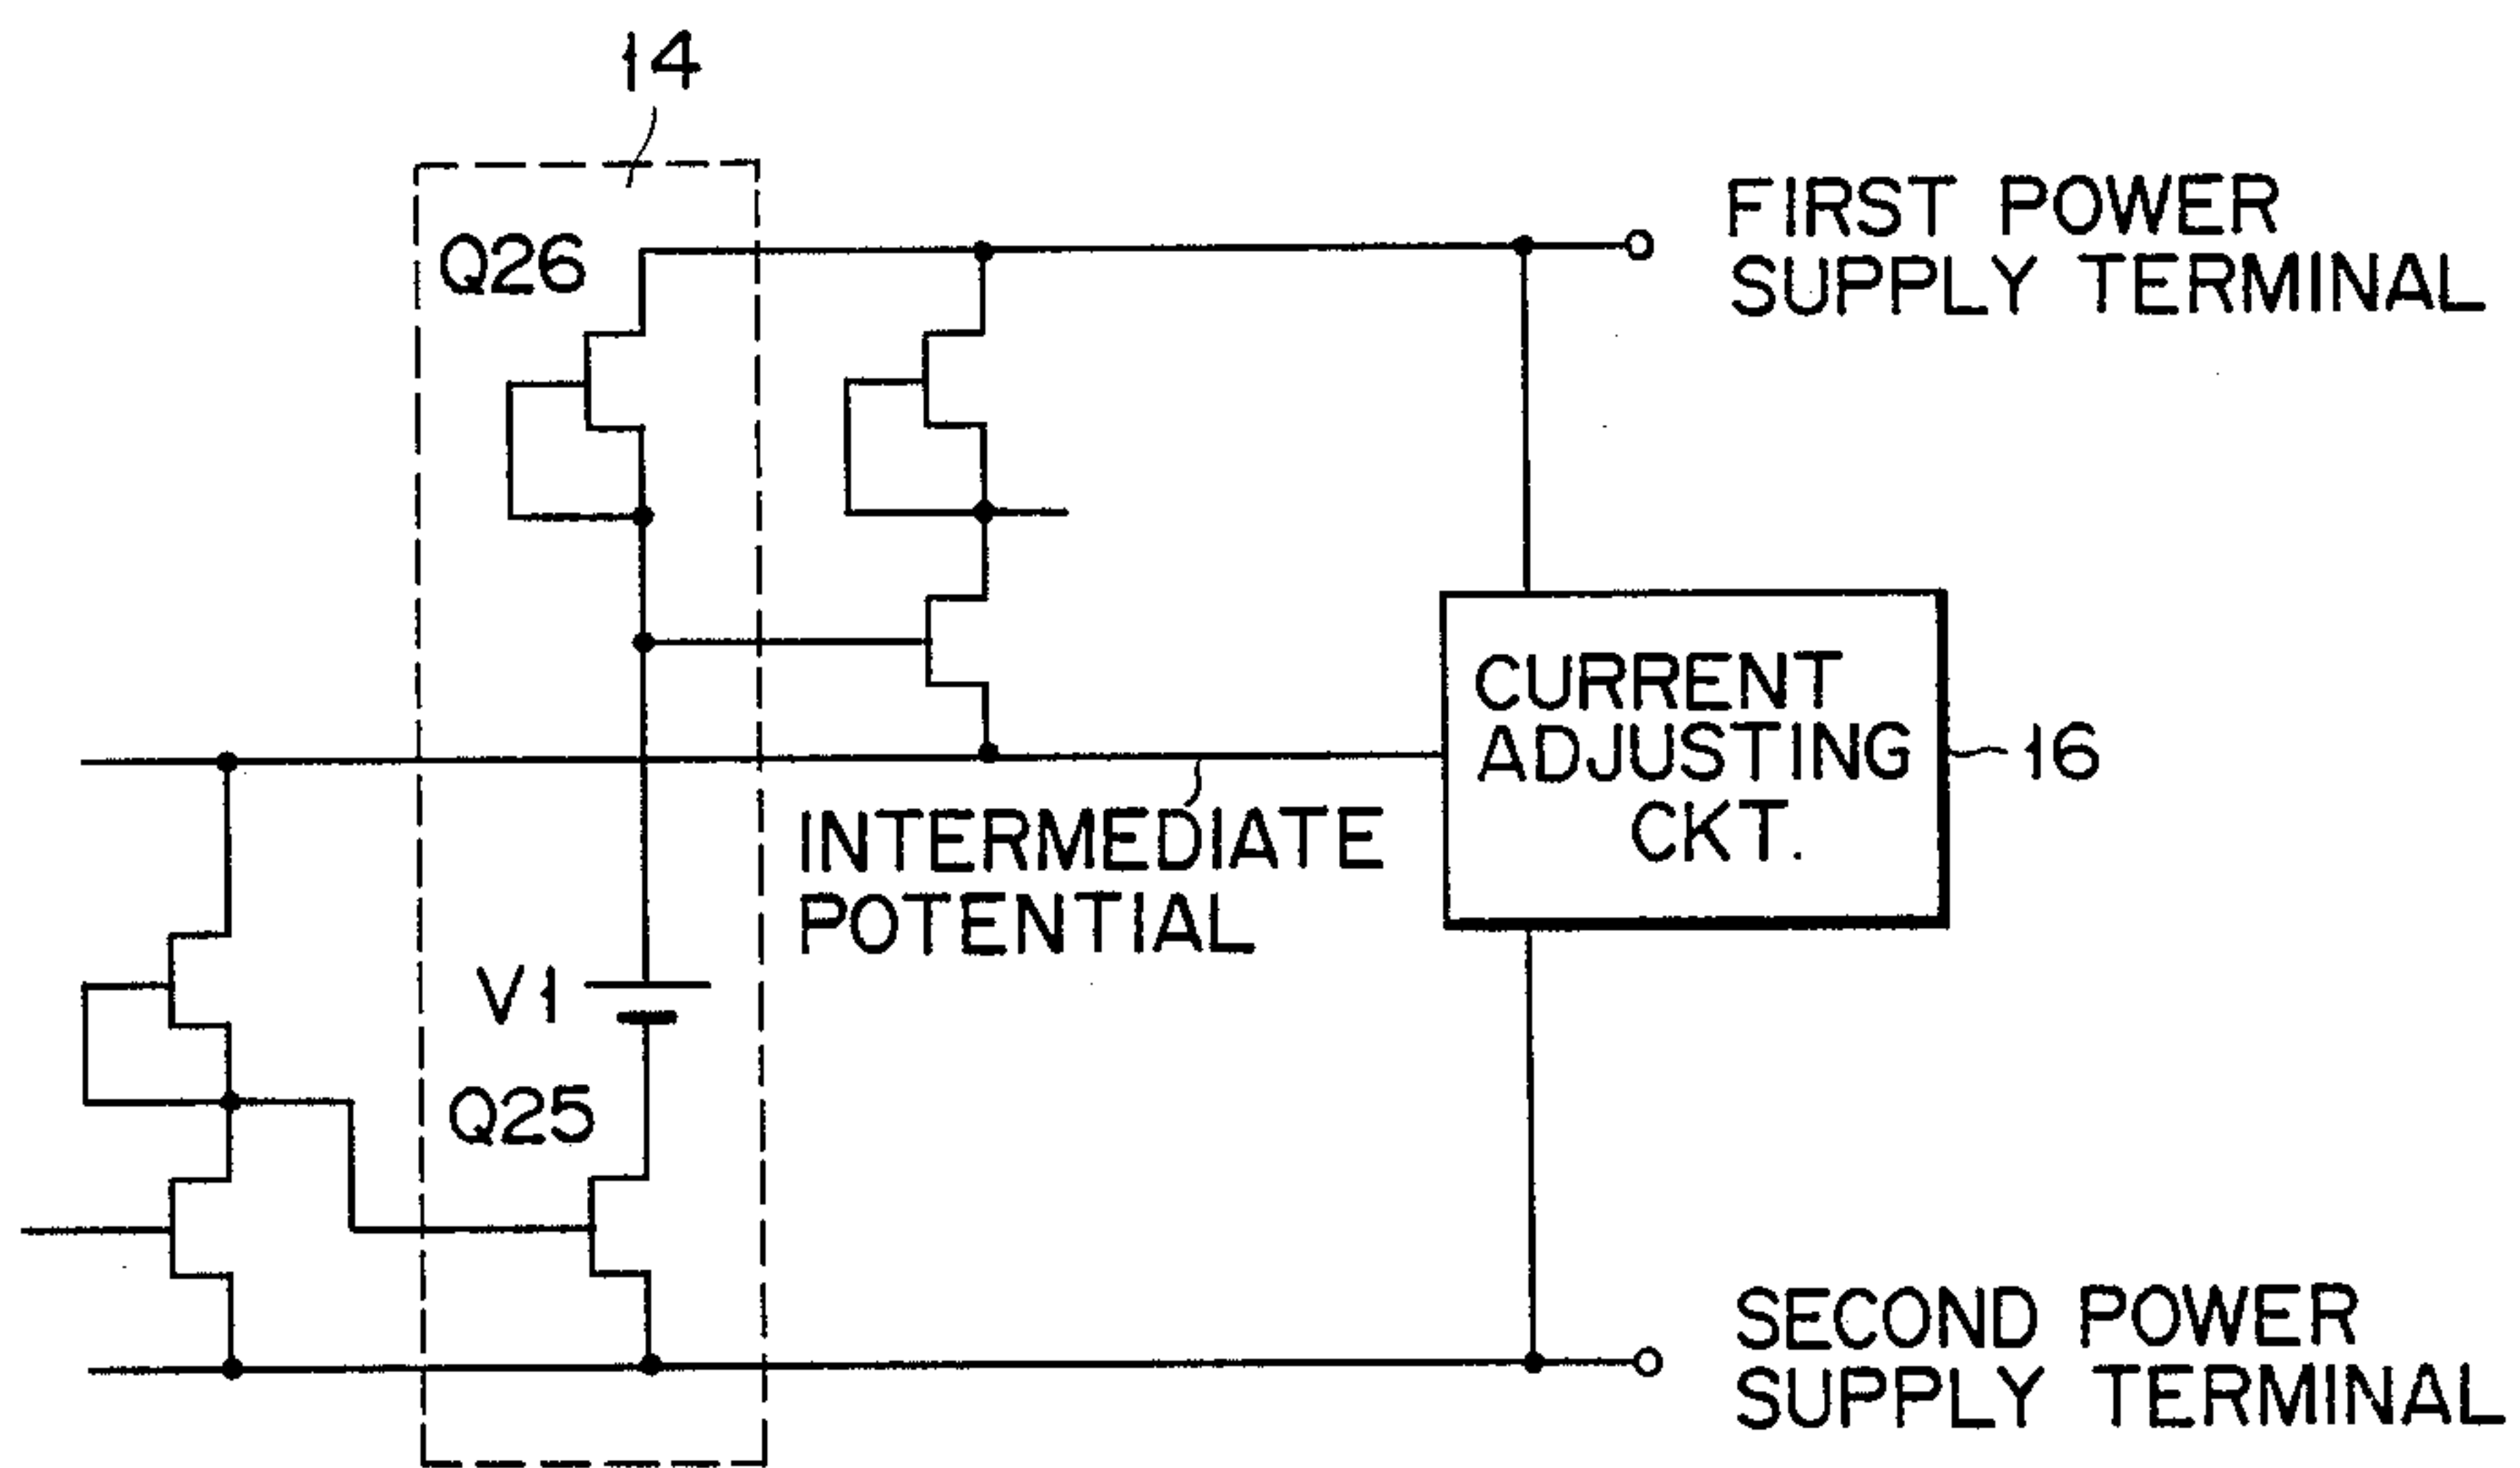 14
Q26
FIRST POWER
SUPPLY TERMINAL
CURRENT
ADJUSTING
CKT.
16
INTERMEDIATE
POTENTIAL
V1
Q25
SECOND POWER
SUPPLY TERMINAL